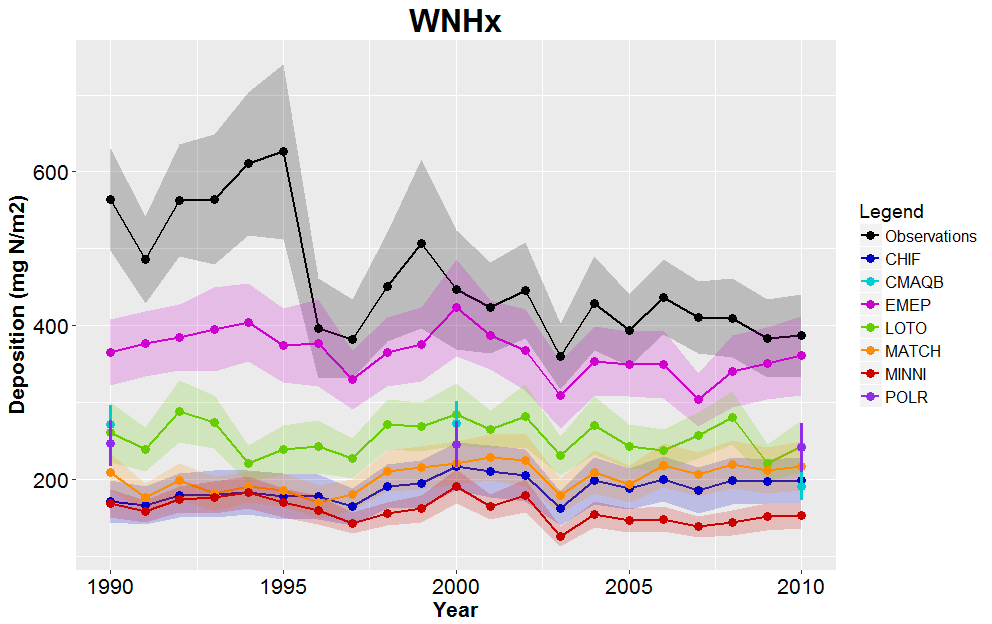 WNHx
Deposition (mg N/m2)
600
400
200
1990
1995
2000
2005
2010
Year
Legend
Observations
CHIF
CMAQB
EMEP
LOTO
MATCH
MINNI
POLR